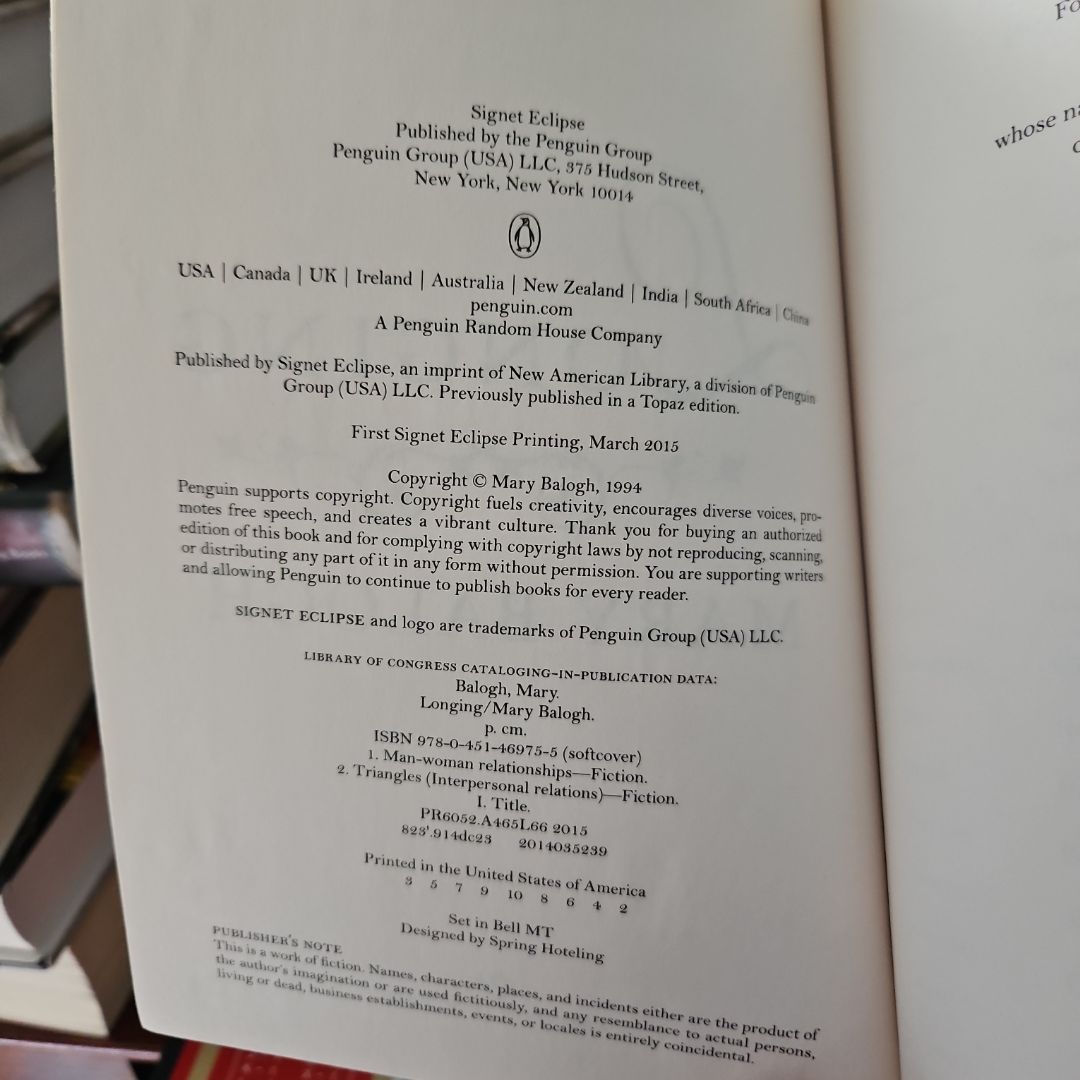 Signet Eclipse
Published by the Penguin Group
Penguin Group (USA) LLC, 375 Hudson Street,
New York, New York 10014
USA | Canada | UK | Ireland | Australia | New Zealand | India | South Africa | China
penguin.com
A Penguin Random House Company
Published by Signet Eclipse, an imprint of New American Library, a division of Penguin
Group (USA) LLC. Previously published in a Topaz edition.
First Signet Eclipse Printing, March 2015
Copyright © Mary Balogh, 1994
Penguin supports copyright. Copyright fuels creativity, encourages diverse voices, pro-
motes free speech, and creates a vibrant culture. Thank you for buying an authorized
edition of this book and for complying with copyright laws by not reproducing, scanning,
or distributing any part of it in any form without permission. You are supporting writers
and allowing Penguin to continue to publish books for every reader.
SIGNET ECLIPSE and logo are trademarks of Penguin Group (USA) LLC.
LIBRARY OF CONGRESS CATALOGING-IN-PUBLICATION DATA:
Balogh, Mary.
Longing/Mary Balogh.
p. cm.
ISBN 978-0-451-46975-5 (softcover)
1. Man-woman relationships—Fiction.
2. Triangles (Interpersonal relations)—Fiction.
I. Title.
PR6052.A465L66 2015
823'.914dc23 2014035239
Printed in the United States of America
3 5 7 9 10 8 6 4 2
Set in Bell MT
Designed by Spring Hoteling
PUBLISHER'S NOTE
This is a work of fiction. Names, characters, places, and incidents either are the product of
the author's imagination or are used fictitiously, and any resemblance to actual persons,
living or dead, business establishments, events, or locales is entirely coincidental.
whose